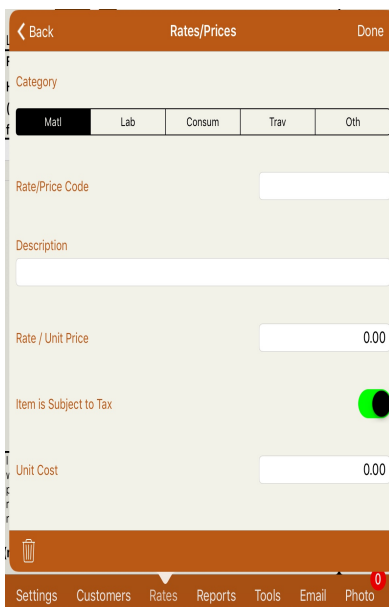 Back Rates/Prices Done
Category
Matl Lab Consum Trav Oth
Rate/Price Code
Description
Rate / Unit Price 0.00
Item is Subject to Tax
Unit Cost 0.00
0
Settings Customers Rates Reports Tools Email Photo